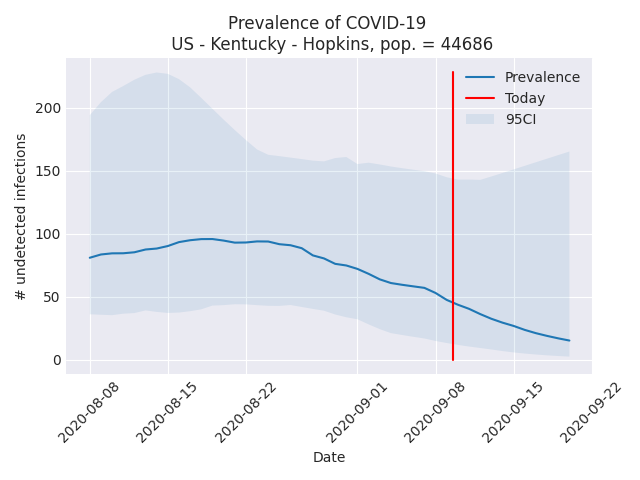 Prevalence of COVID-19
US - Kentucky - Hopkins, pop. = 44686
Prevalence
Today
95CI
# undetected infections
200
150
100
50
0
2020-08-08
2020-08-15
2020-08-22
2020-09-01
2020-09-08
2020-09-15
2020-09-22
Date